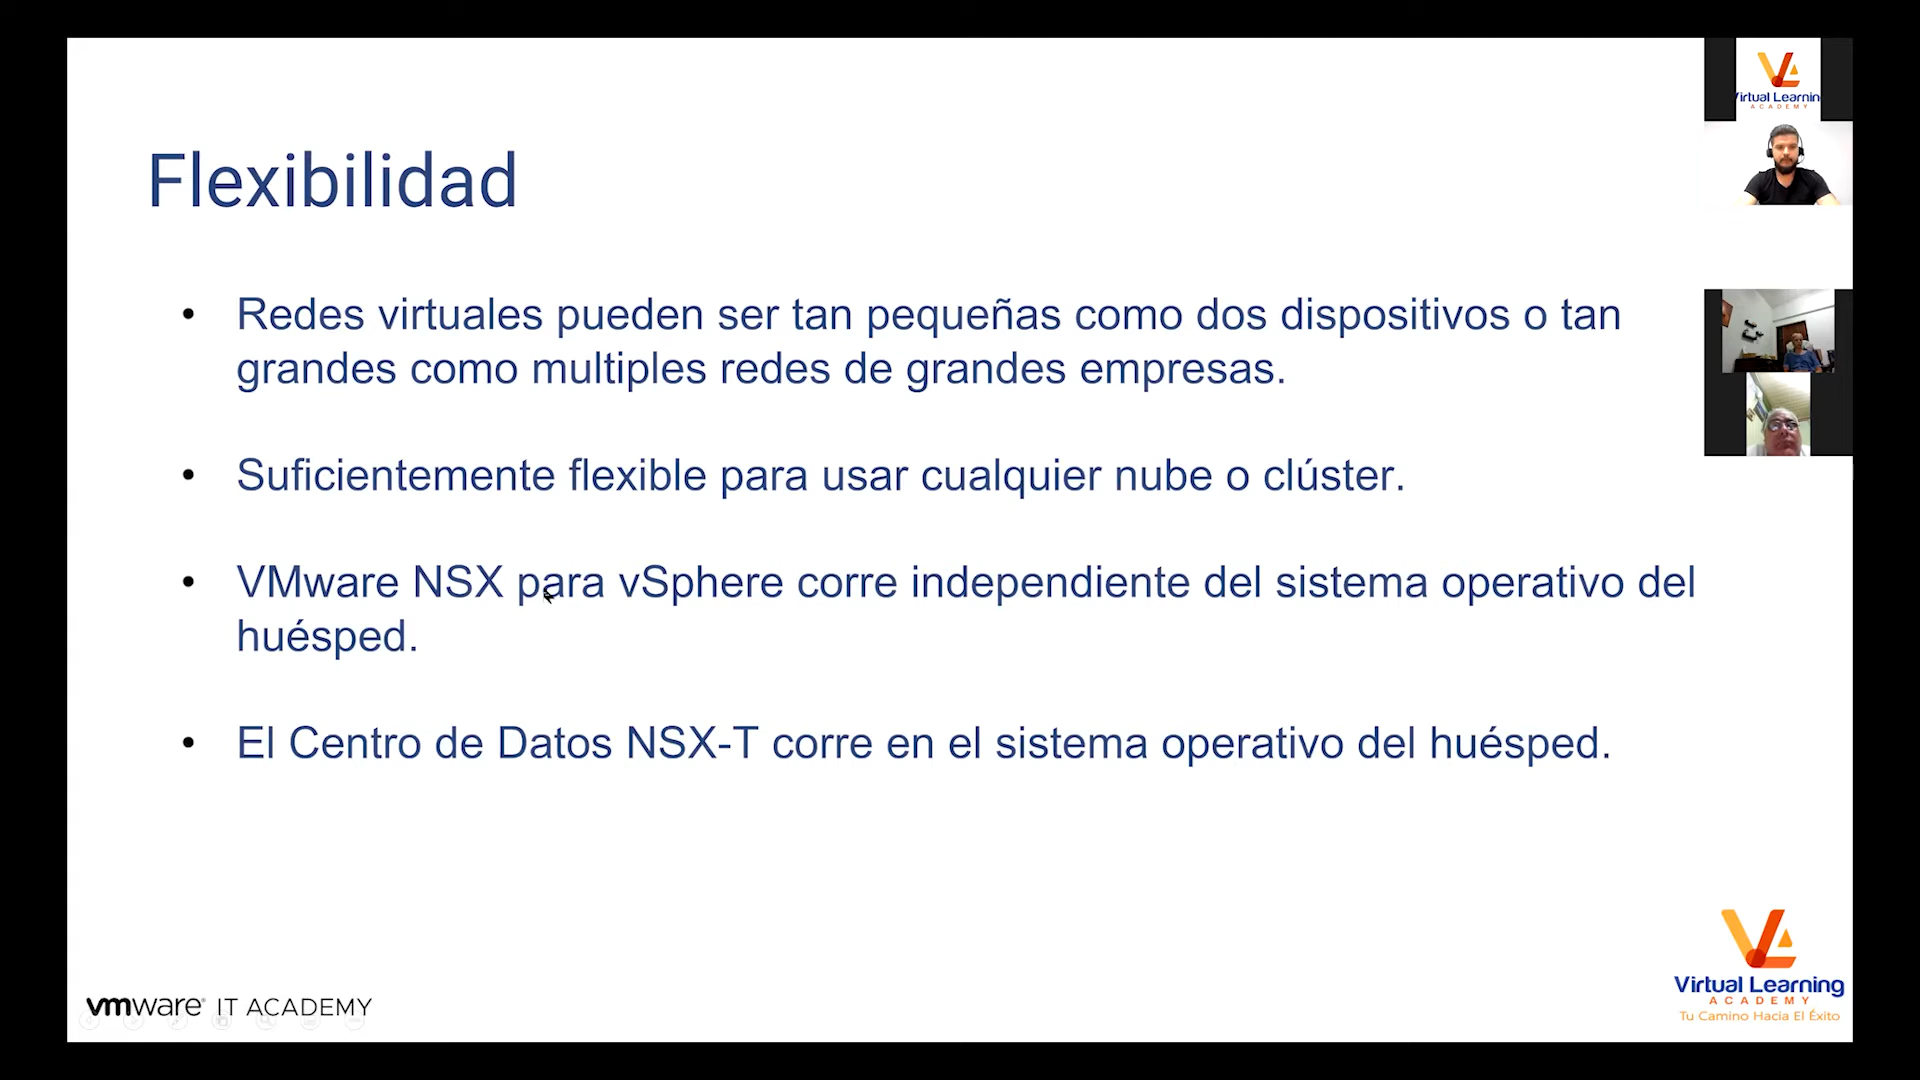 Flexibilidad
• Redes virtuales pueden ser tan pequeñas como dos dispositivos o tan
grandes como multiples redes de grandes empresas.
• Suficientemente flexible para usar cualquier nube o clúster.
• VMware NSX para vSphere corre independiente del sistema operativo del
huésped.
• El Centro de Datos NSX-T corre en el sistema operativo del huésped.
vmware® IT ACADEMY
Virtual Learning
ACADEMY
Tu Camino Hacia El Éxito
Virtual Learnin
ACADEMY